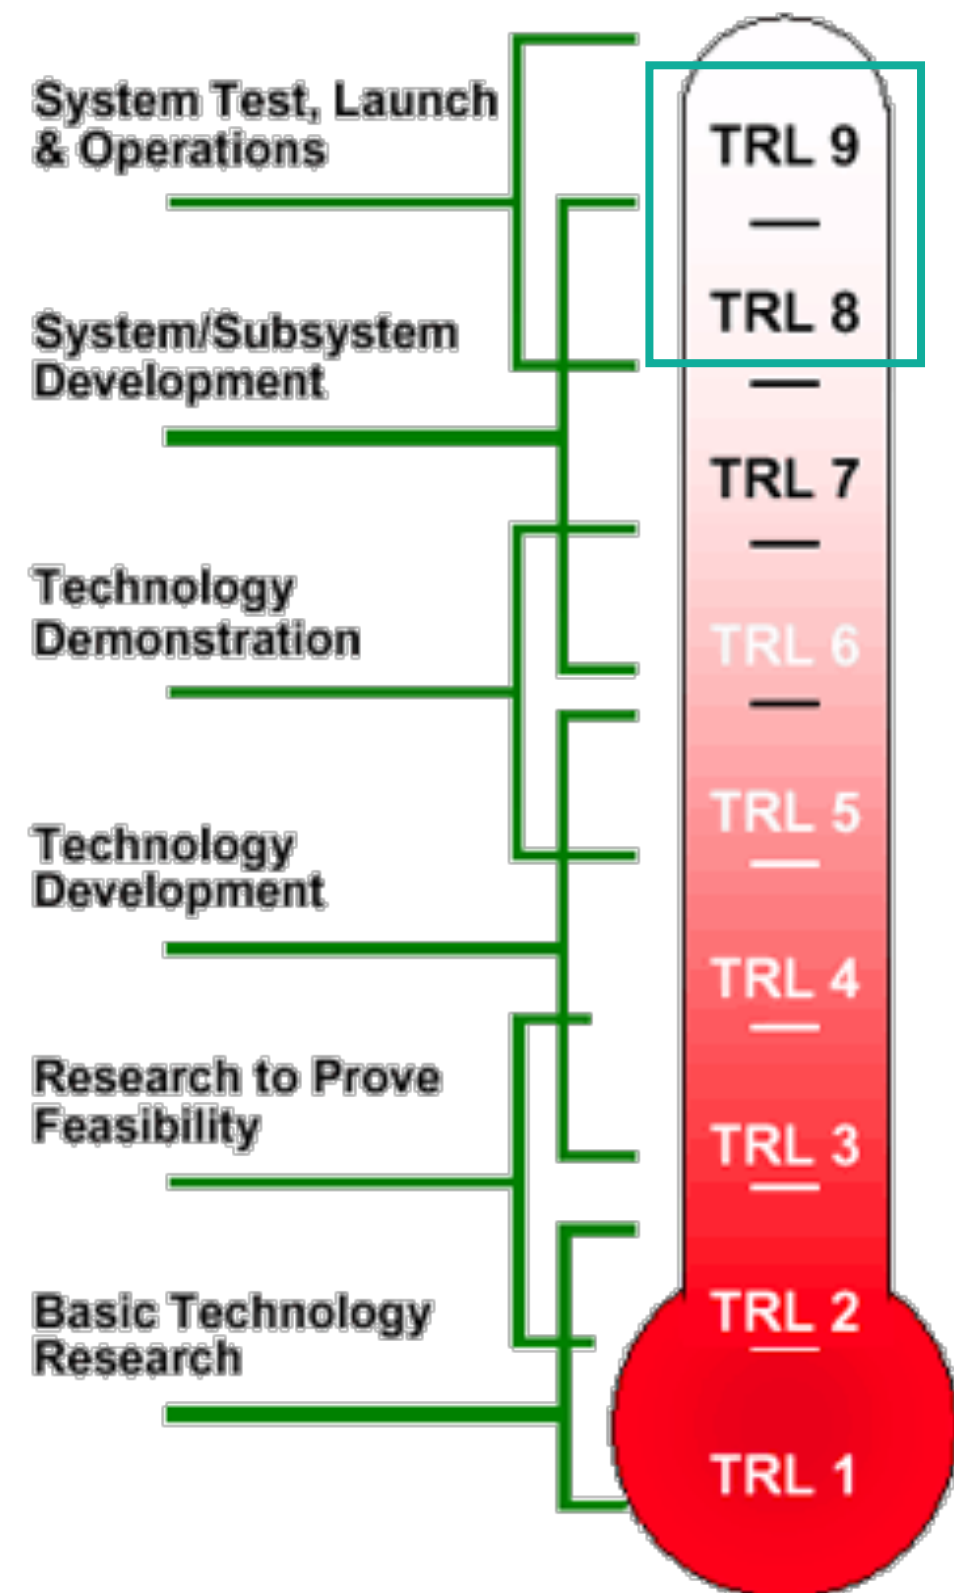 System Test, Launch
& Operations
System/Subsystem
Development
Technology
Demonstration
Technology
Development
Research to Prove
Feasibility
Basic Technology
Research
TRL 9
TRL 8
TRL 7
TRL 6
TRL 5
TRL 4
TRL 3
TRL 2
TRL 1